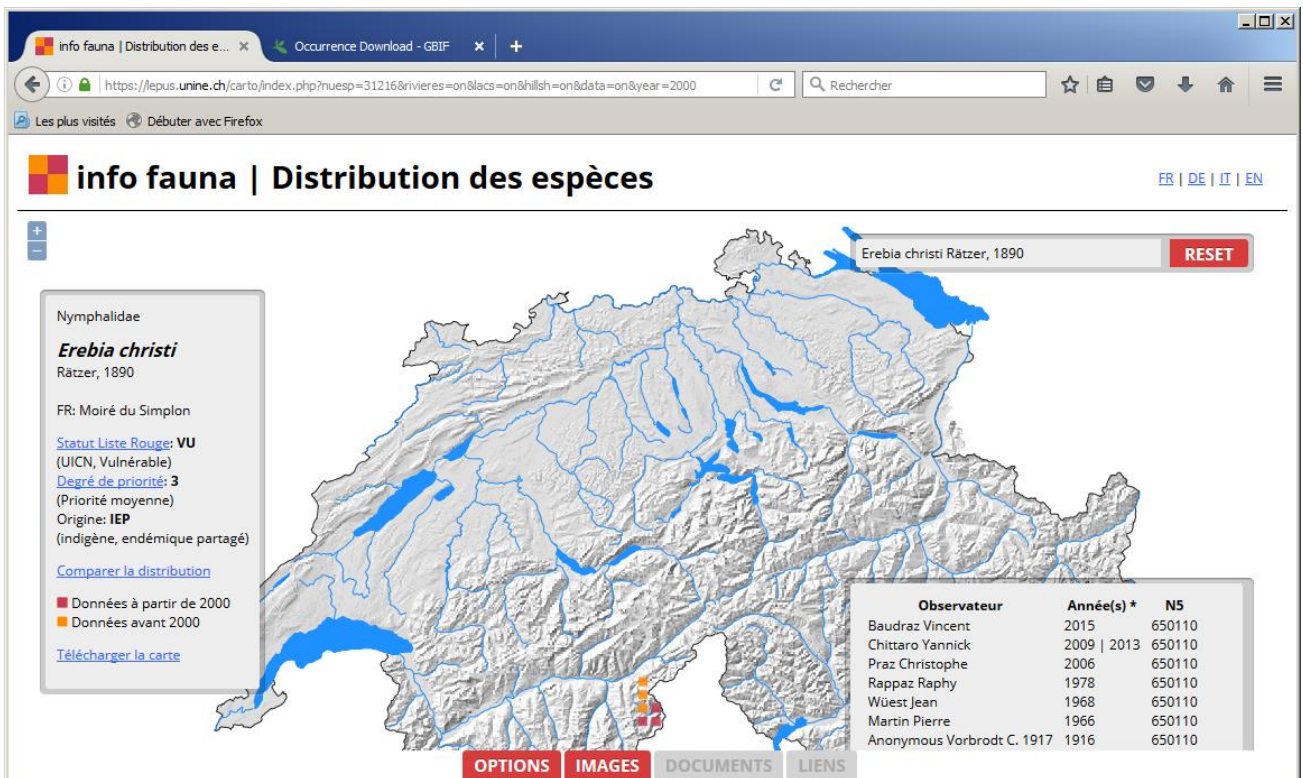 info fauna | Distribution des e...
Occurrence Download - GBIF
https://lepus.unine.ch/carto/index.php?nuesp=31216&rivieres=on&lacs=on&hillsh=on&data=on&year=2000
Rechercher
Les plus visités
Débuter avec Firefox
info fauna | Distribution des espèces
FR | DE | IT | EN
+
−
Erebia christi Rätzer, 1890
RESET
Nymphalidae
Erebia christi
Rätzer, 1890
FR: Moiré du Simplon
Statut Liste Rouge: VU
(UICN, Vulnérable)
Degré de priorité: 3
(Priorité moyenne)
Origine: IEP
(indigène, endémique partagé)
Comparer la distribution
Données à partir de 2000
Données avant 2000
Télécharger la carte
Observateur Année(s) * N5
Baudraz Vincent 2015 650110
Chittaro Yannick 2009 | 2013 650110
Praz Christophe 2006 650110
Rappaz Raphy 1978 650110
Wüest Jean 1968 650110
Martin Pierre 1966 650110
Anonymous Vorbrodt C. 1917 1916 650110
OPTIONS IMAGES DOCUMENTS LIENS